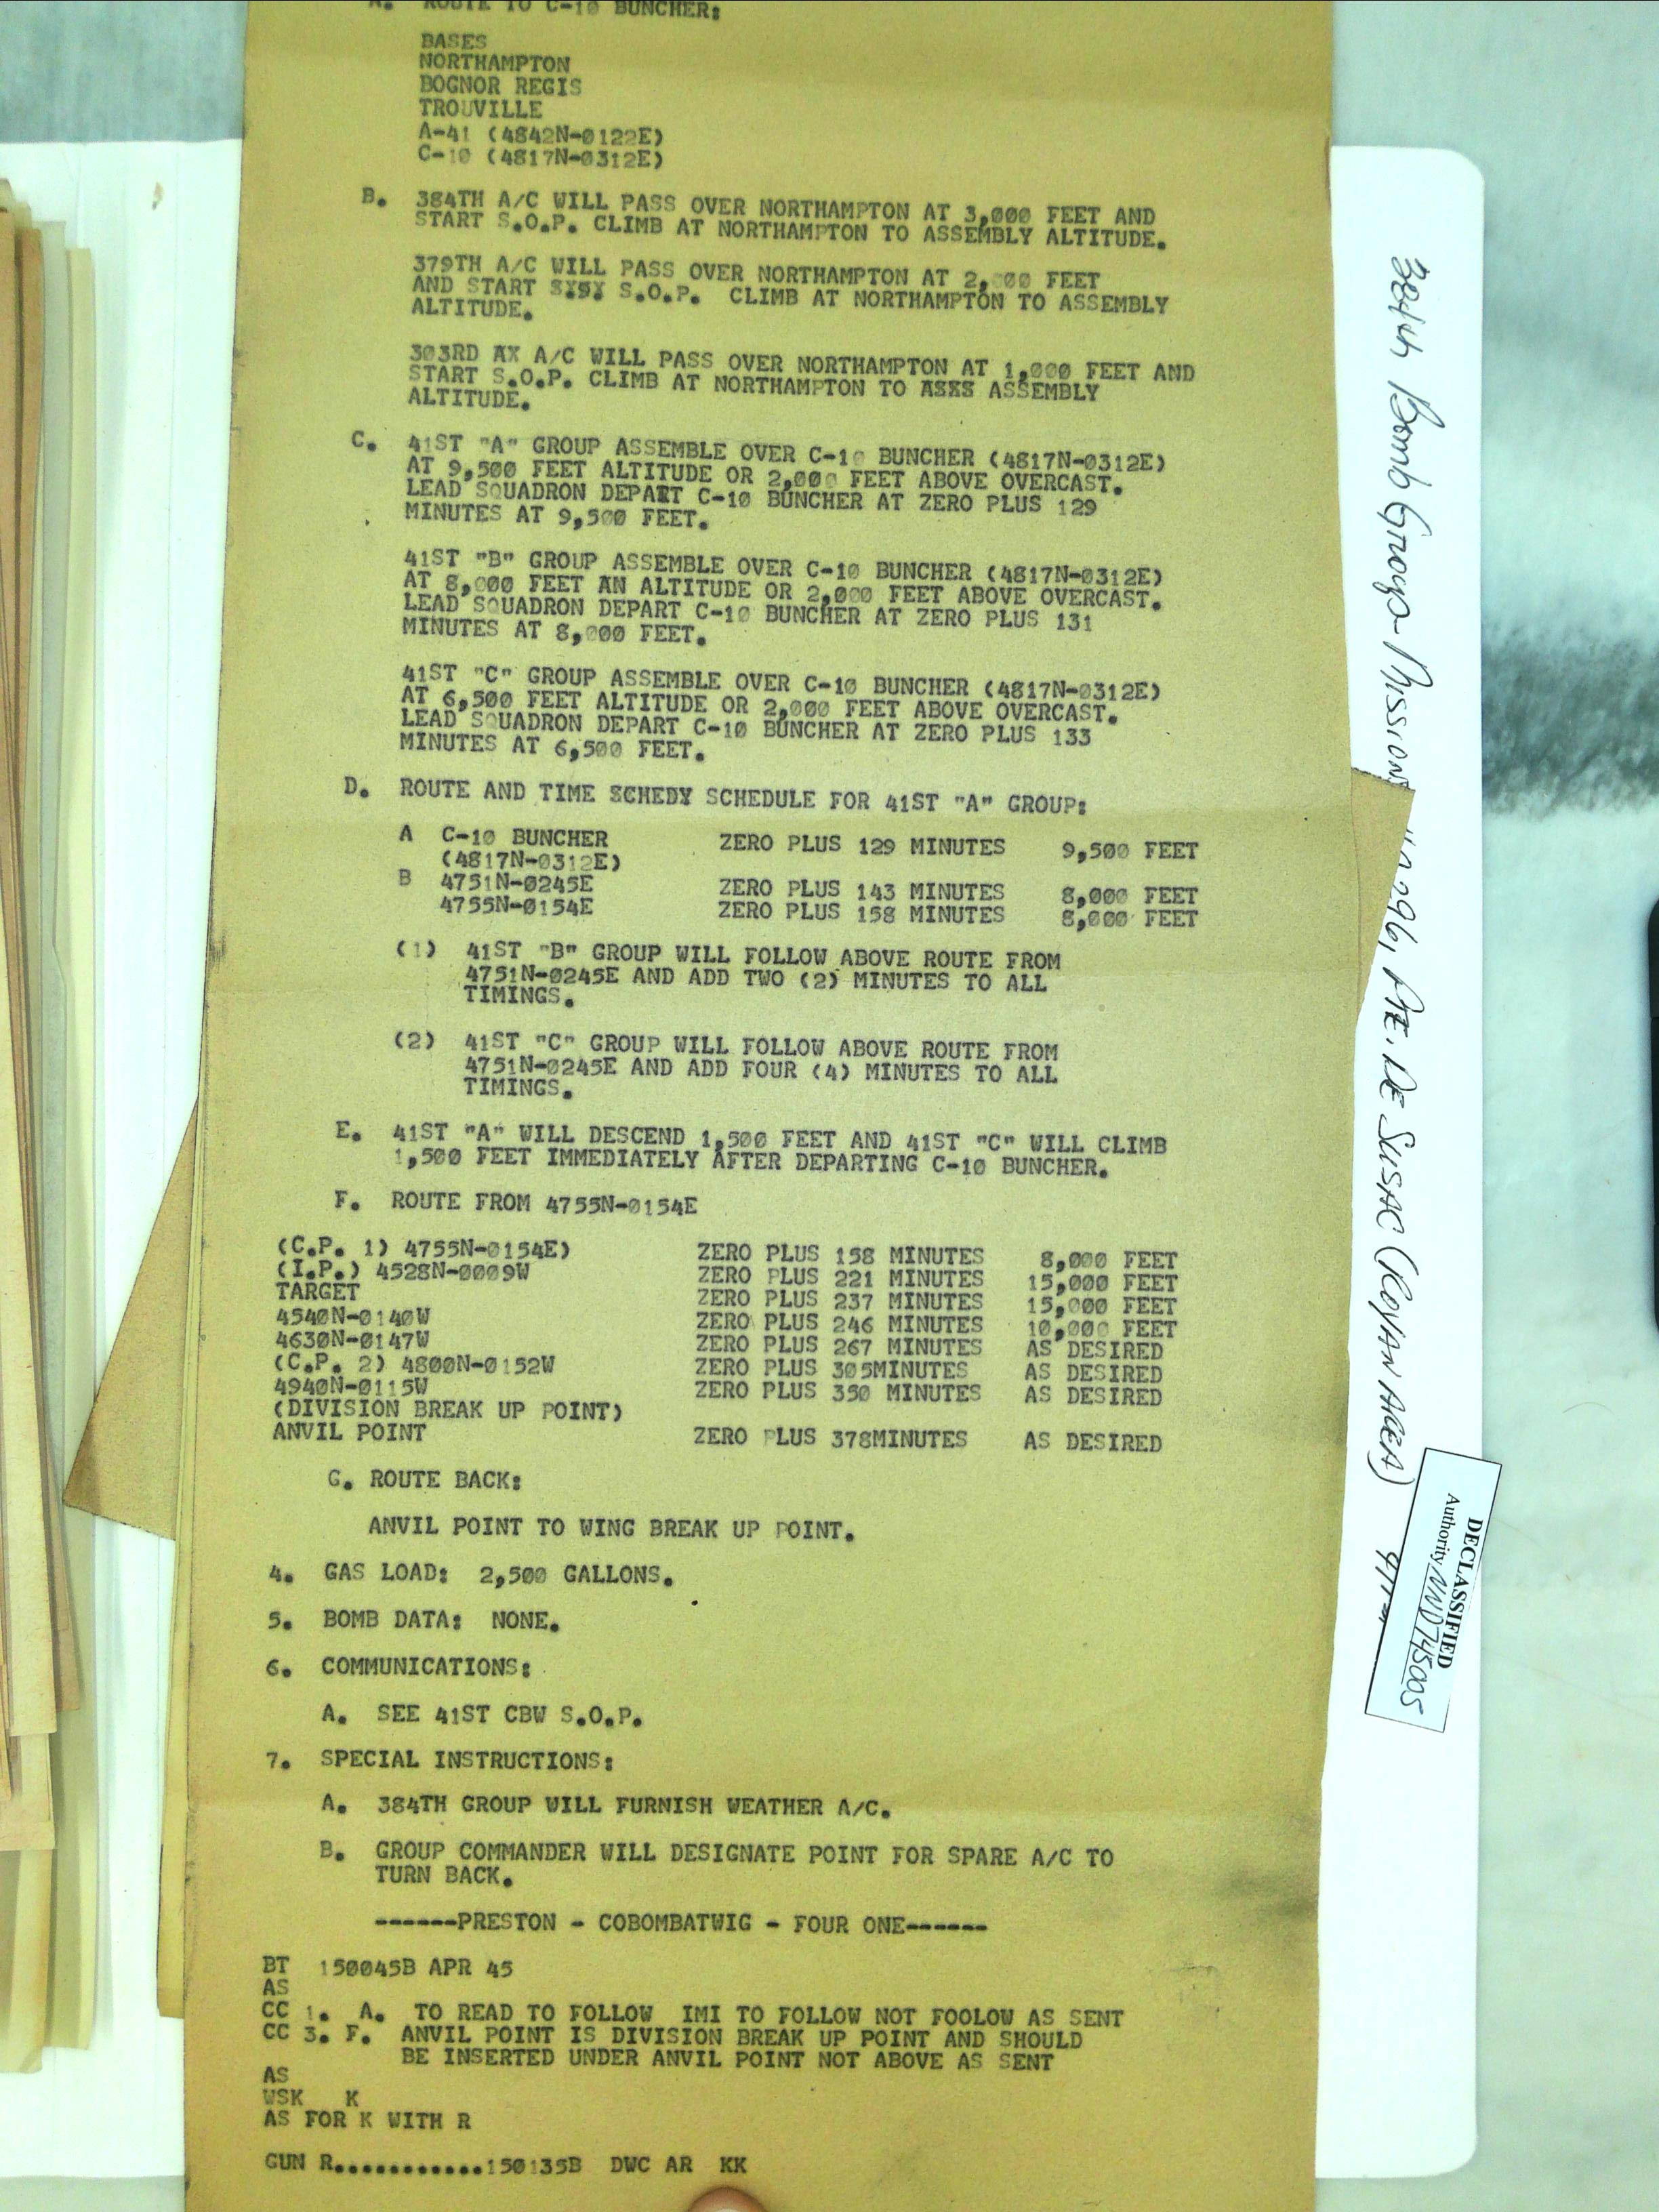 A. ROUTE TO C-10 BUNCHER:
BASES
NORTHAMPTON
BOGNOR REGIS
TROUVILLE
A-41 (4842N-0122E)
C-10 (4817N-0312E)
B. 384TH A/C WILL PASS OVER NORTHAMPTON AT 3,000 FEET AND
START S.O.P. CLIMB AT NORTHAMPTON TO ASSEMBLY ALTITUDE.
379TH A/C WILL PASS OVER NORTHAMPTON AT 2,000 FEET
AND START S.O.P. CLIMB AT NORTHAMPTON TO ASSEMBLY
ALTITUDE.
303RD AX A/C WILL PASS OVER NORTHAMPTON AT 1,000 FEET AND
START S.O.P. CLIMB AT NORTHAMPTON TO ASSEMBLY
ALTITUDE.
C. 41ST "A" GROUP ASSEMBLE OVER C-10 BUNCHER (4817N-0312E)
AT 9,500 FEET ALTITUDE OR 2,000 FEET ABOVE OVERCAST.
LEAD SQUADRON DEPART C-10 BUNCHER AT ZERO PLUS 129
MINUTES AT 9,500 FEET.
41ST "B" GROUP ASSEMBLE OVER C-10 BUNCHER (4817N-0312E)
AT 8,000 FEET AN ALTITUDE OR 2,000 FEET ABOVE OVERCAST.
LEAD SQUADRON DEPART C-10 BUNCHER AT ZERO PLUS 131
MINUTES AT 8,000 FEET.
41ST "C" GROUP ASSEMBLE OVER C-10 BUNCHER (4817N-0312E)
AT 6,500 FEET ALTITUDE OR 2,000 FEET ABOVE OVERCAST.
LEAD SQUADRON DEPART C-10 BUNCHER AT ZERO PLUS 133
MINUTES AT 6,500 FEET.
D. ROUTE AND TIME SCHEDY SCHEDULE FOR 41ST "A" GROUP:
A C-10 BUNCHER ZERO PLUS 129 MINUTES 9,500 FEET
(4817N-0312E)
B 4751N-0245E ZERO PLUS 143 MINUTES 8,000 FEET
4755N-0154E ZERO PLUS 158 MINUTES 8,000 FEET
(1) 41ST "B" GROUP WILL FOLLOW ABOVE ROUTE FROM
4751N-0245E AND ADD TWO (2) MINUTES TO ALL
TIMINGS.
(2) 41ST "C" GROUP WILL FOLLOW ABOVE ROUTE FROM
4751N-0245E AND ADD FOUR (4) MINUTES TO ALL
TIMINGS.
E. 41ST "A" WILL DESCEND 1,500 FEET AND 41ST "C" WILL CLIMB
1,500 FEET IMMEDIATELY AFTER DEPARTING C-10 BUNCHER.
F. ROUTE FROM 4755N-0154E
(C.P. 1) 4755N-0154E) ZERO PLUS 158 MINUTES 8,000 FEET
(I.P.) 4528N-0009W ZERO PLUS 221 MINUTES 15,000 FEET
TARGET ZERO PLUS 237 MINUTES 15,000 FEET
4540N-0140W ZERO PLUS 246 MINUTES 10,000 FEET
4630N-0147W ZERO PLUS 267 MINUTES AS DESIRED
(C.P. 2) 4800N-0152W ZERO PLUS 305MINUTES AS DESIRED
4940N-0115W ZERO PLUS 350 MINUTES AS DESIRED
(DIVISION BREAK UP POINT)
ANVIL POINT ZERO PLUS 378MINUTES AS DESIRED
G. ROUTE BACK:
ANVIL POINT TO WING BREAK UP POINT.
4. GAS LOAD: 2,500 GALLONS.
5. BOMB DATA: NONE.
6. COMMUNICATIONS:
A. SEE 41ST CBW S.O.P.
7. SPECIAL INSTRUCTIONS:
A. 384TH GROUP WILL FURNISH WEATHER A/C.
B. GROUP COMMANDER WILL DESIGNATE POINT FOR SPARE A/C TO
TURN BACK.
------PRESTON - COBOMBATWIG - FOUR ONE------
BT 150045B APR 45
AS
CC 1. A. TO READ TO FOLLOW IMI TO FOLLOW NOT FOOLOW AS SENT
CC 3. F. ANVIL POINT IS DIVISION BREAK UP POINT AND SHOULD
BE INSERTED UNDER ANVIL POINT NOT ABOVE AS SENT
AS
WSK K
AS FOR K WITH R
GUN R............150135B DWC AR KK
384th Bomb Group Mission 296, PTE. DE SUSAC (ROYAN AREA)
DECLASSIFIED
Authority NND745005